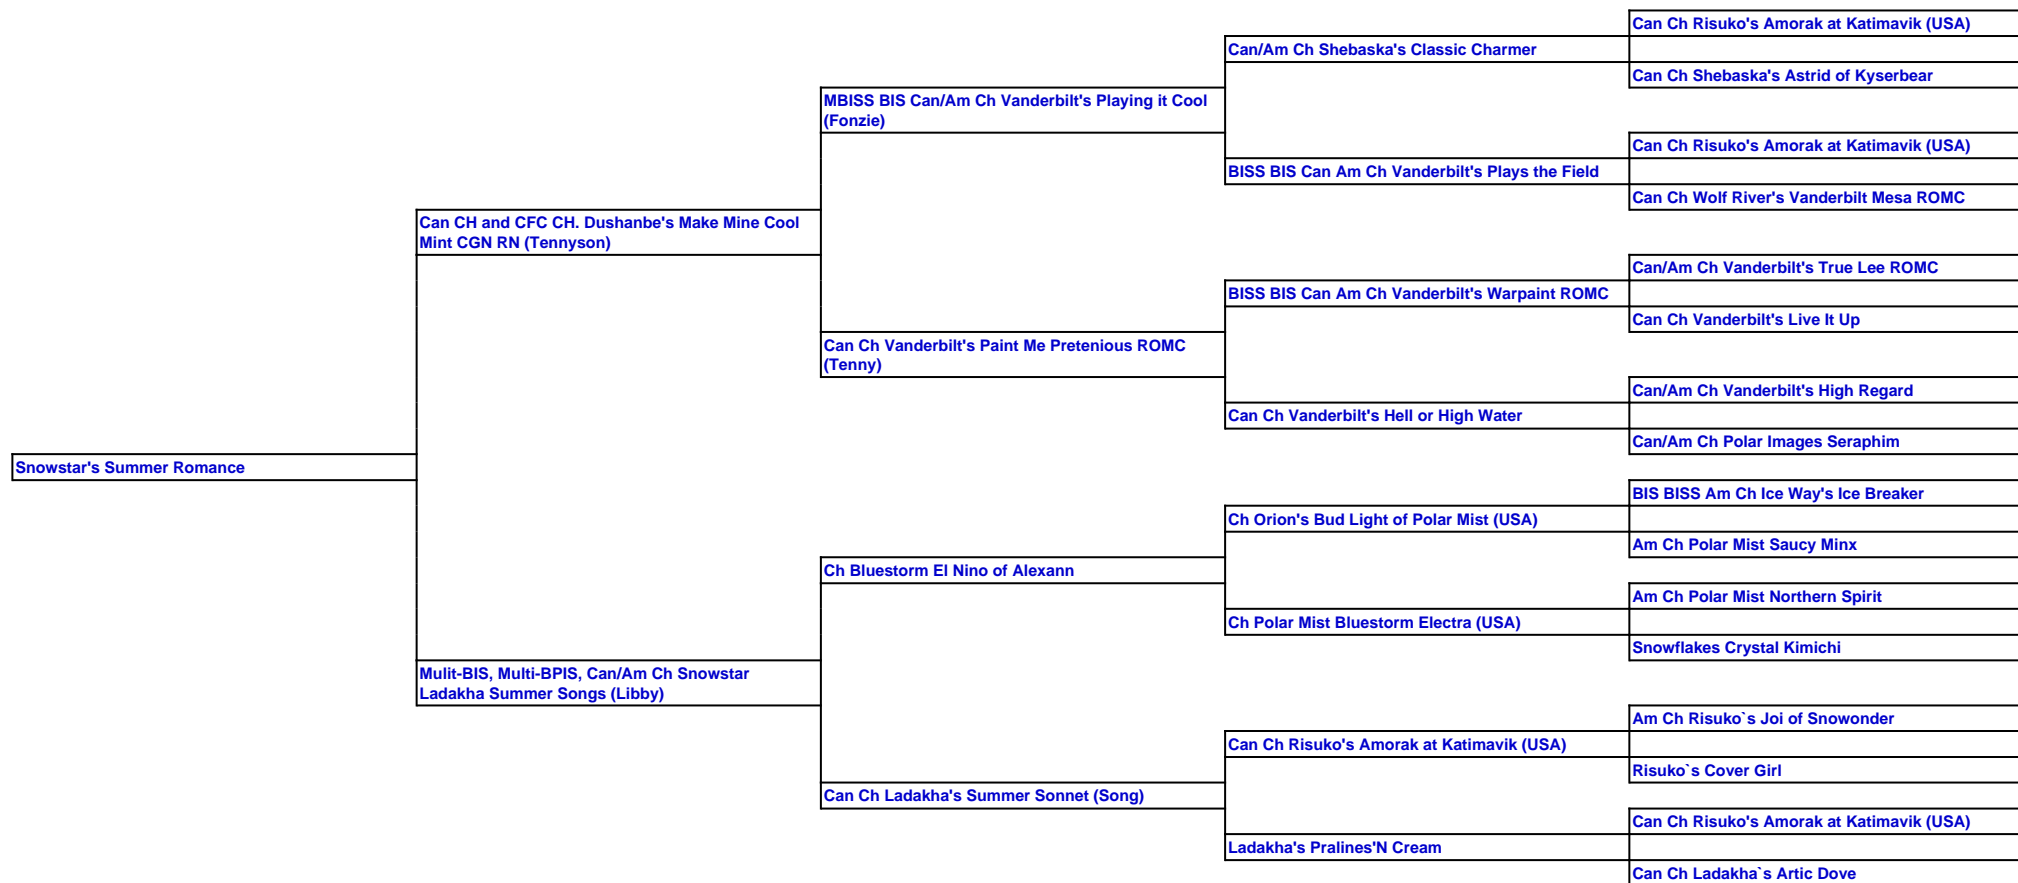 Can Ch Risuko's Amorak at Katimavik (USA)
Can/Am Ch Shebaska's Classic Charmer
Can Ch Shebaska's Astrid of Kyserbear
MBISS BIS Can/Am Ch Vanderbilt's Playing it Cool
(Fonzie)
Can Ch Risuko's Amorak at Katimavik (USA)
BISS BIS Can Am Ch Vanderbilt's Plays the Field
Can Ch Wolf River's Vanderbilt Mesa ROMC
Can CH and CFC CH. Dushanbe's Make Mine Cool
Mint CGN RN (Tennyson)
Can/Am Ch Vanderbilt's True Lee ROMC
BISS BIS Can Am Ch Vanderbilt's Warpaint ROMC
Can Ch Vanderbilt's Live It Up
Can Ch Vanderbilt's Paint Me Pretenious ROMC
(Tenny)
Can/Am Ch Vanderbilt's High Regard
Can Ch Vanderbilt's Hell or High Water
Can/Am Ch Polar Images Seraphim
Snowstar's Summer Romance
BIS BISS Am Ch Ice Way's Ice Breaker
Ch Orion's Bud Light of Polar Mist (USA)
Am Ch Polar Mist Saucy Minx
Ch Bluestorm El Nino of Alexann
Am Ch Polar Mist Northern Spirit
Ch Polar Mist Bluestorm Electra (USA)
Snowflakes Crystal Kimichi
Mulit-BIS, Multi-BPIS, Can/Am Ch Snowstar
Ladakha Summer Songs (Libby)
Am Ch Risuko`s Joi of Snowonder
Can Ch Risuko's Amorak at Katimavik (USA)
Risuko`s Cover Girl
Can Ch Ladakha's Summer Sonnet (Song)
Can Ch Risuko's Amorak at Katimavik (USA)
Ladakha's Pralines'N Cream
Can Ch Ladakha`s Artic Dove